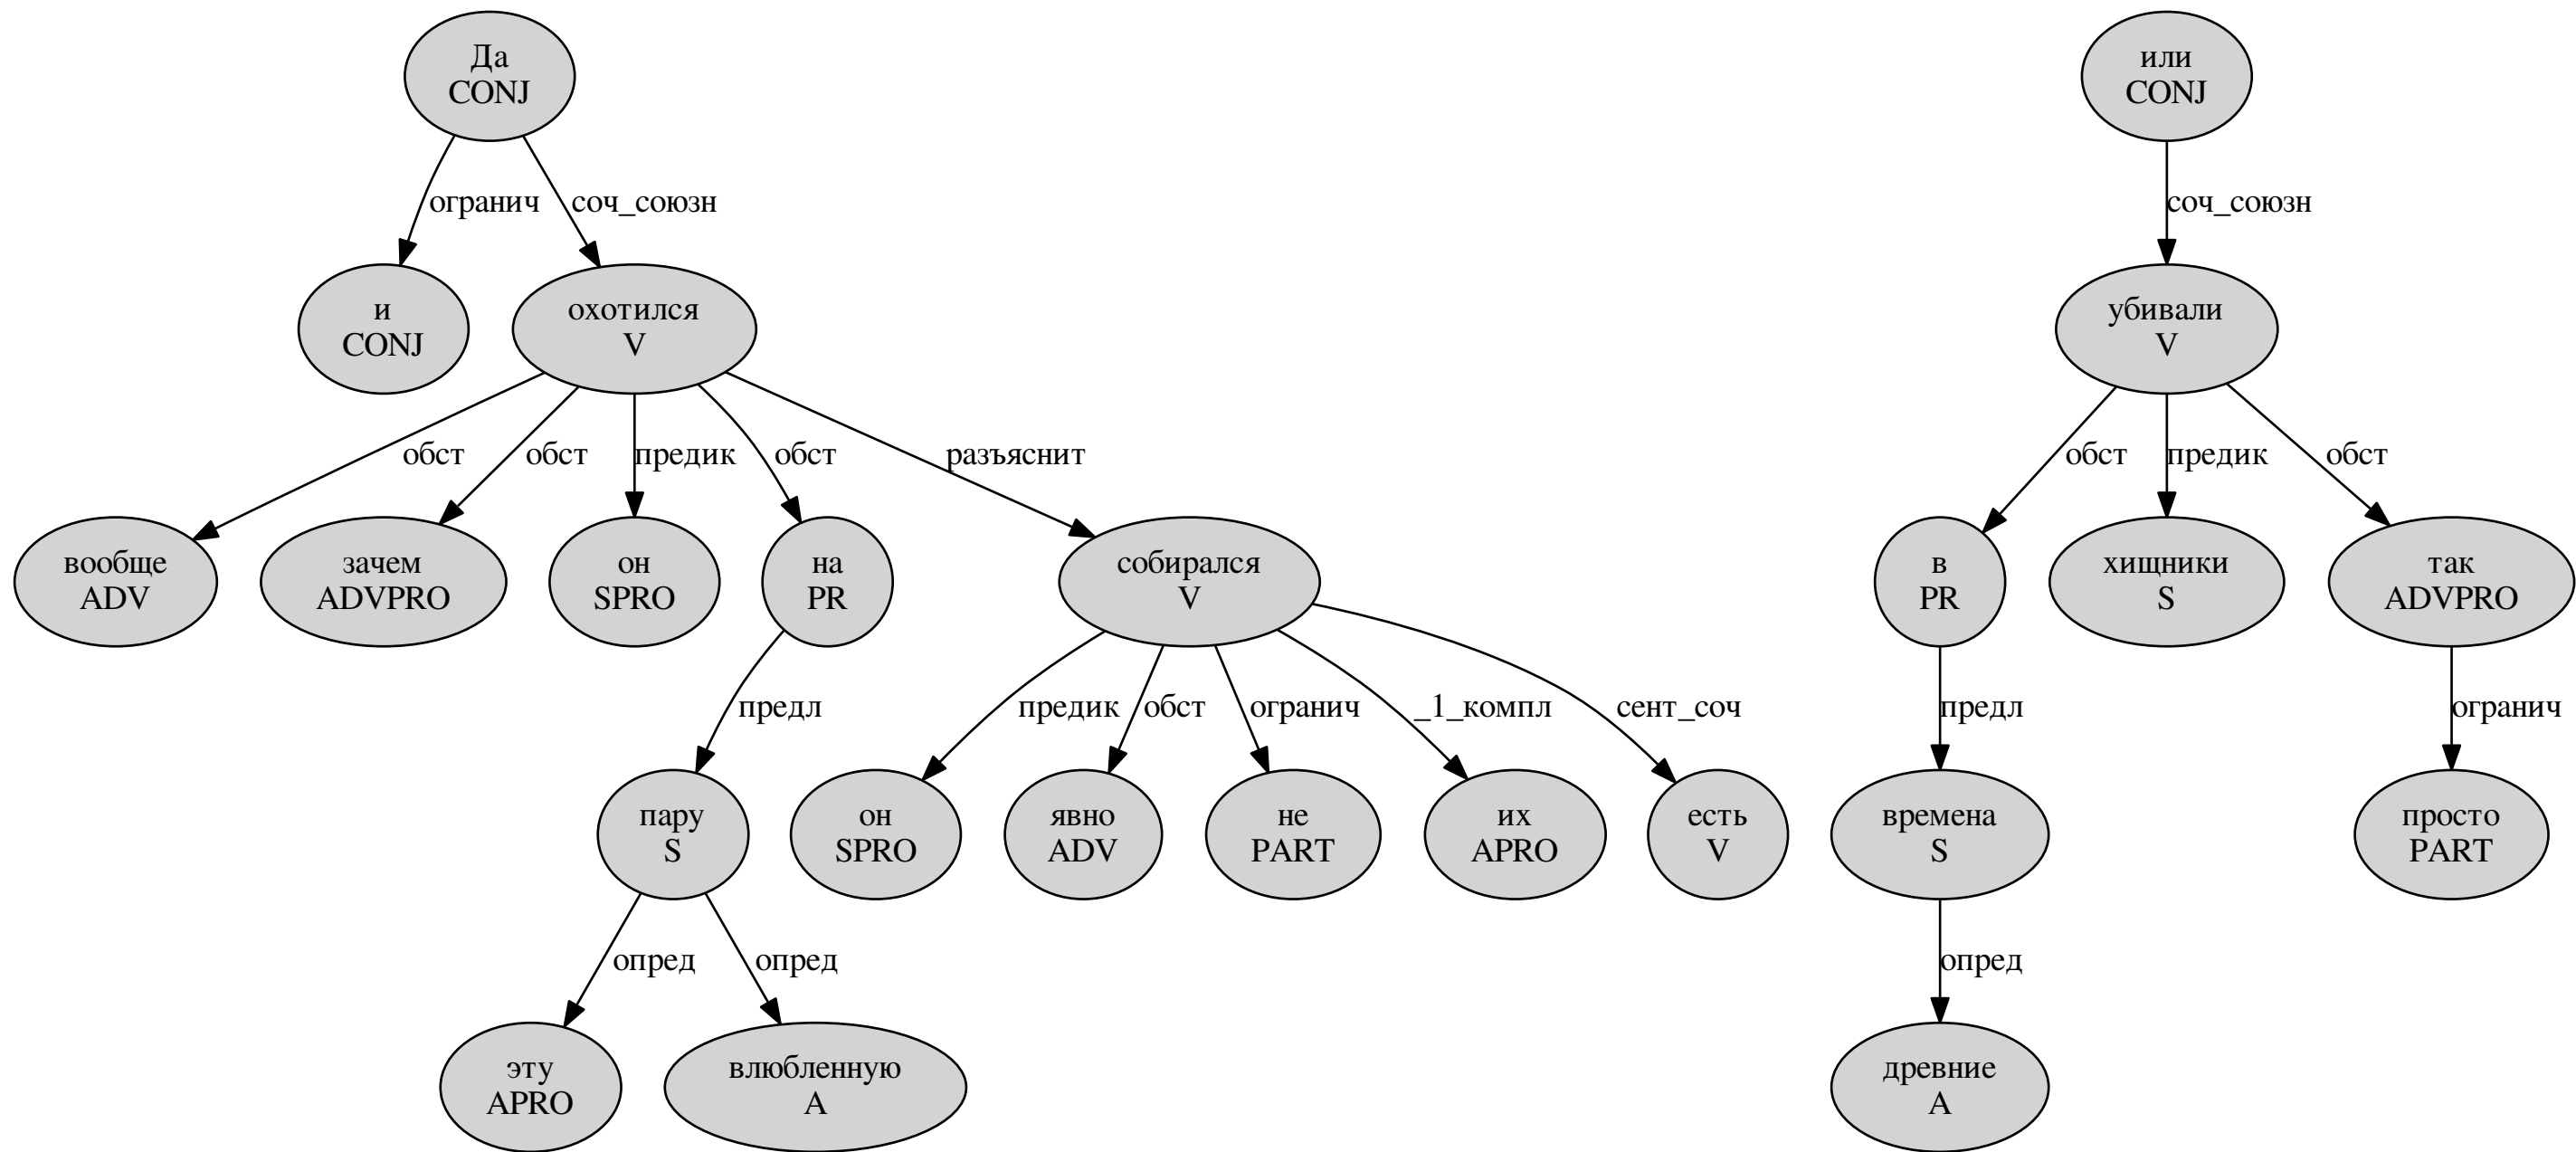 Да
CONJ
или
CONJ
огранич
соч_союзн
соч_союзн
и
CONJ
охотился
V
убивали
V
обст
обст
предик
обст
разъяснит
обст
предик
обст
вообще
ADV
зачем
ADVPRO
он
SPRO
на
PR
собирался
V
в
PR
хищники
S
так
ADVPRO
предл
предик
обст
огранич
_1_компл
сент_соч
предл
огранич
пару
S
он
SPRO
явно
ADV
не
PART
их
APRO
есть
V
времена
S
просто
PART
опред
опред
опред
эту
APRO
влюбленную
A
древние
A